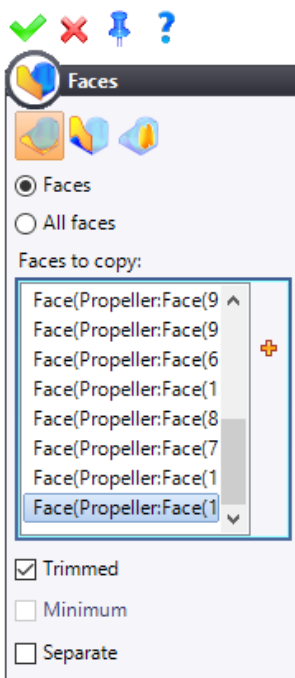 ?
Faces
Faces
All faces
Faces to copy:
Face(Propeller:Face(9
Face(Propeller:Face(9
Face(Propeller:Face(6
Face(Propeller:Face(1
Face(Propeller:Face(8
Face(Propeller:Face(7
Face(Propeller:Face(1
Face(Propeller:Face(1
Trimmed
Minimum
Separate